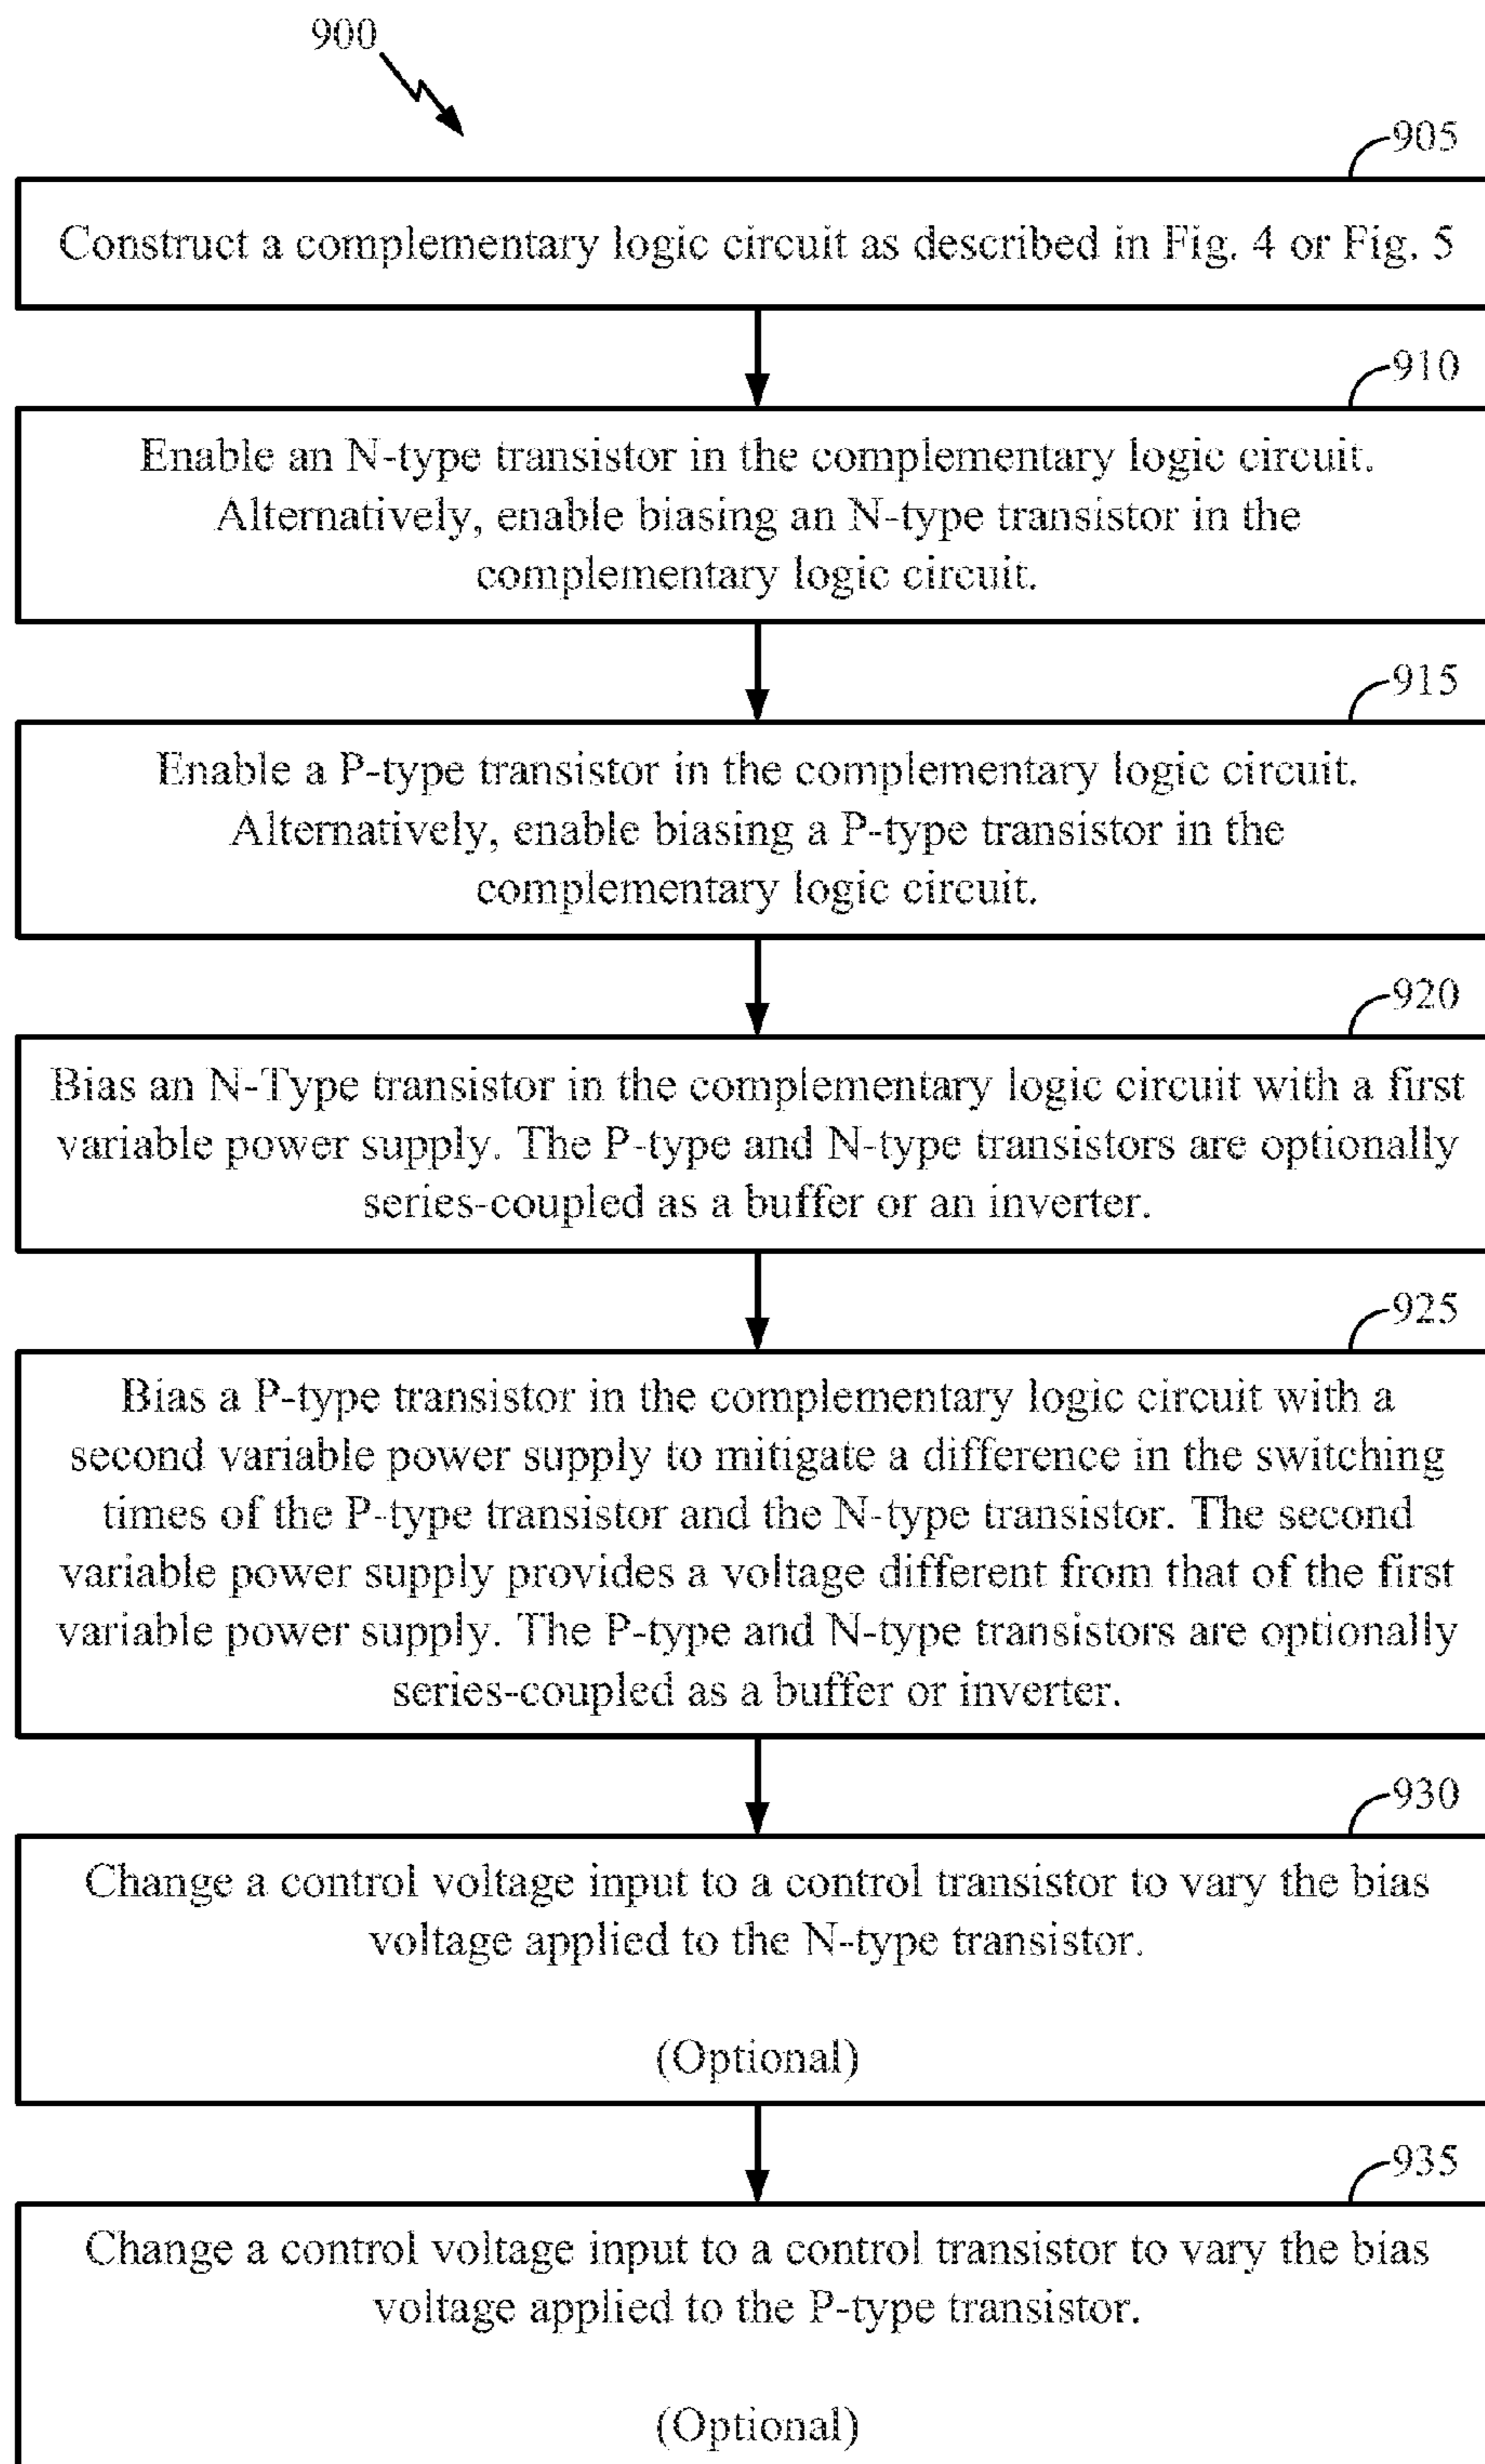 900
905
Construct a complementary logic circuit as described in Fig. 4 or Fig. 5
910
Enable an N-type transistor in the complementary logic circuit.
Alternatively, enable biasing an N-type transistor in the
complementary logic circuit.
915
Enable a P-type transistor in the complementary logic circuit.
Alternatively, enable biasing a P-type transistor in the
complementary logic circuit.
920
Bias an N-Type transistor in the complementary logic circuit with a first
variable power supply. The P-type and N-type transistors are optionally
series-coupled as a buffer or an inverter.
925
Bias a P-type transistor in the complementary logic circuit with a
second variable power supply to mitigate a difference in the switching
times of the P-type transistor and the N-type transistor. The second
variable power supply provides a voltage different from that of the first
variable power supply. The P-type and N-type transistors are optionally
series-coupled as a buffer or inverter.
930
Change a control voltage input to a control transistor to vary the bias
voltage applied to the N-type transistor.
(Optional)
935
Change a control voltage input to a control transistor to vary the bias
voltage applied to the P-type transistor.
(Optional)